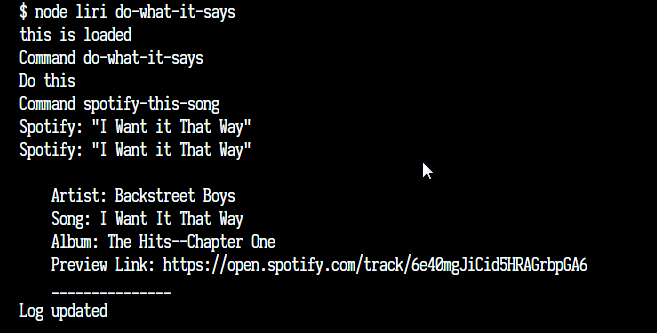 $ node liri do-what-it-says
this is loaded
Command do-what-it-says
Do this
Command spotify-this-song
Spotify: "I Want it That Way"
Spotify: "I Want it That Way"
Artist: Backstreet Boys
Song: I Want It That Way
Album: The Hits--Chapter One
Preview Link: https://open.spotify.com/track/6e40mgJiCid5HRAGrbpGA6
_______________
Log updated